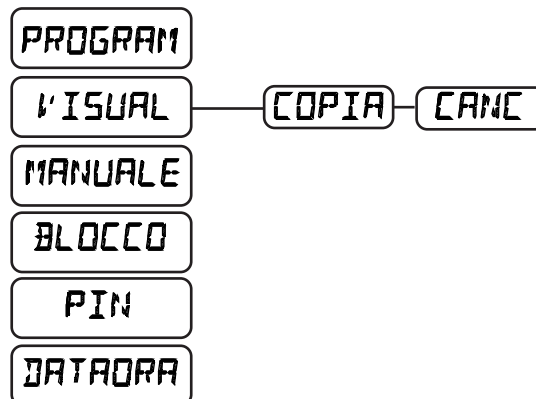 PROGRAM
VISUAL COPIA CANC
MANUALE
BLOCCO
PIN
DATAORA